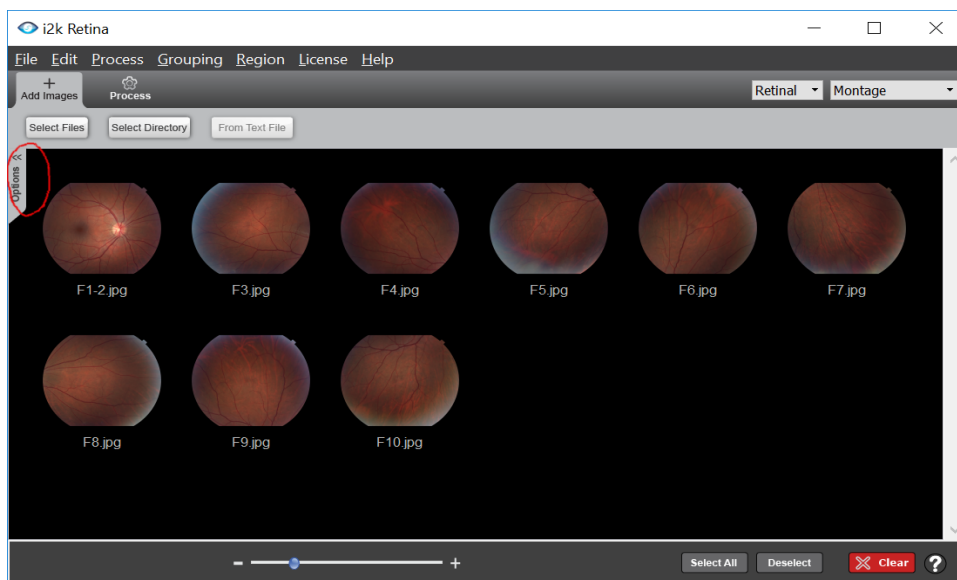 i2k Retina
File Edit Process Grouping Region License Help
+
Add Images Process
Retinal Montage
Select Files Select Directory From Text File
<< Options
F1-2.jpg F3.jpg F4.jpg F5.jpg F6.jpg F7.jpg
F8.jpg F9.jpg F10.jpg
- + Select All Deselect Clear ?